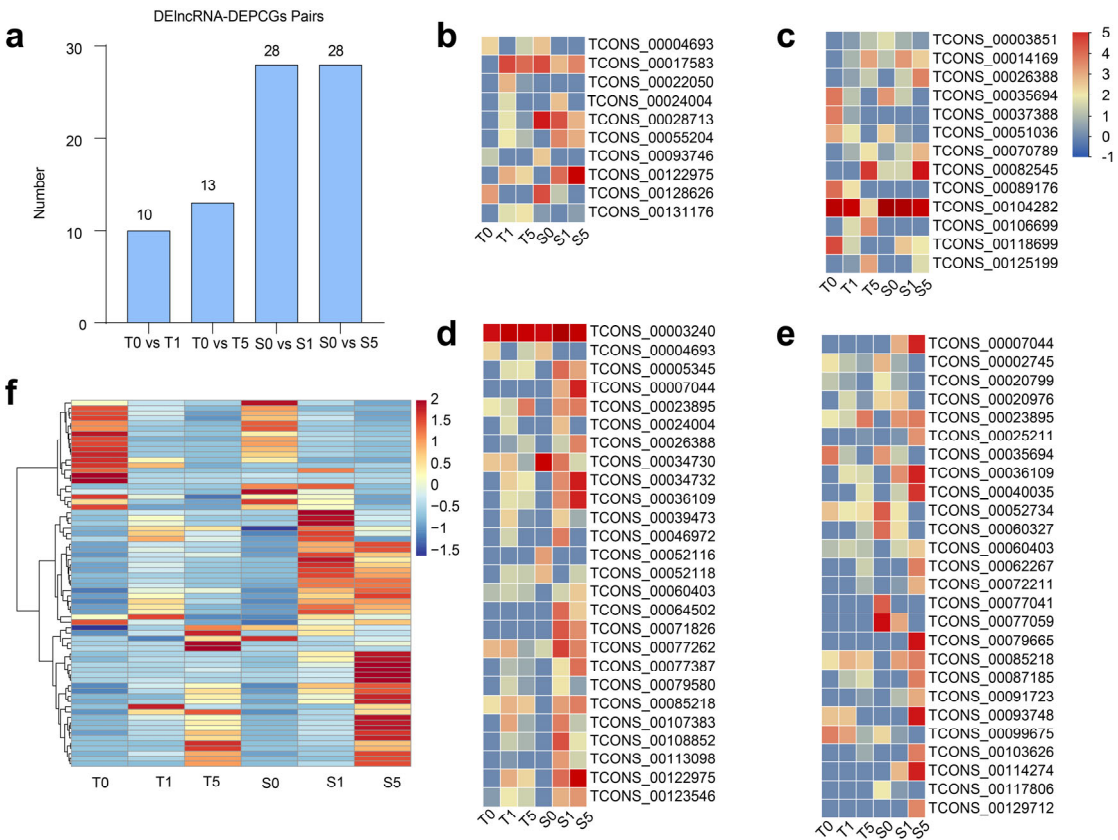 DElncRNA-DEPCGs Pairs
a
Number
30
20
10
0
10
13
28
28
T0 vs T1
T0 vs T5
S0 vs S1
S0 vs S5
b
TCONS_00004693
TCONS_00017583
TCONS_00022050
TCONS_00024004
TCONS_00028713
TCONS_00055204
TCONS_00093746
TCONS_00122975
TCONS_00128626
TCONS_00131176
T0
T1
T5
S0
S1
S5
c
TCONS_00003851
TCONS_00014169
TCONS_00026388
TCONS_00035694
TCONS_00037388
TCONS_00051036
TCONS_00070789
TCONS_00082545
TCONS_00089176
TCONS_00104282
TCONS_00106699
TCONS_00118699
TCONS_00125199
T0
T1
T5
S0
S1
S5
5
4
3
2
1
0
-1
d
TCONS_00003240
TCONS_00004693
TCONS_00005345
TCONS_00007044
TCONS_00023895
TCONS_00024004
TCONS_00026388
TCONS_00034730
TCONS_00034732
TCONS_00036109
TCONS_00039473
TCONS_00046972
TCONS_00052116
TCONS_00052118
TCONS_00060403
TCONS_00064502
TCONS_00071826
TCONS_00077262
TCONS_00077387
TCONS_00079580
TCONS_00085218
TCONS_00107383
TCONS_00108852
TCONS_00113098
TCONS_00122975
TCONS_00123546
T0
T1
T5
S0
S1
S5
e
TCONS_00007044
TCONS_00002745
TCONS_00020799
TCONS_00020976
TCONS_00023895
TCONS_00025211
TCONS_00035694
TCONS_00036109
TCONS_00040035
TCONS_00052734
TCONS_00060327
TCONS_00060403
TCONS_00062267
TCONS_00072211
TCONS_00077041
TCONS_00077059
TCONS_00079665
TCONS_00085218
TCONS_00087185
TCONS_00091723
TCONS_00093748
TCONS_00099675
TCONS_00103626
TCONS_00114274
TCONS_00117806
TCONS_00129712
T0
T1
T5
S0
S1
S5
f
2
1.5
1
0.5
0
−0.5
−1
−1.5
T0
T1
T5
S0
S1
S5